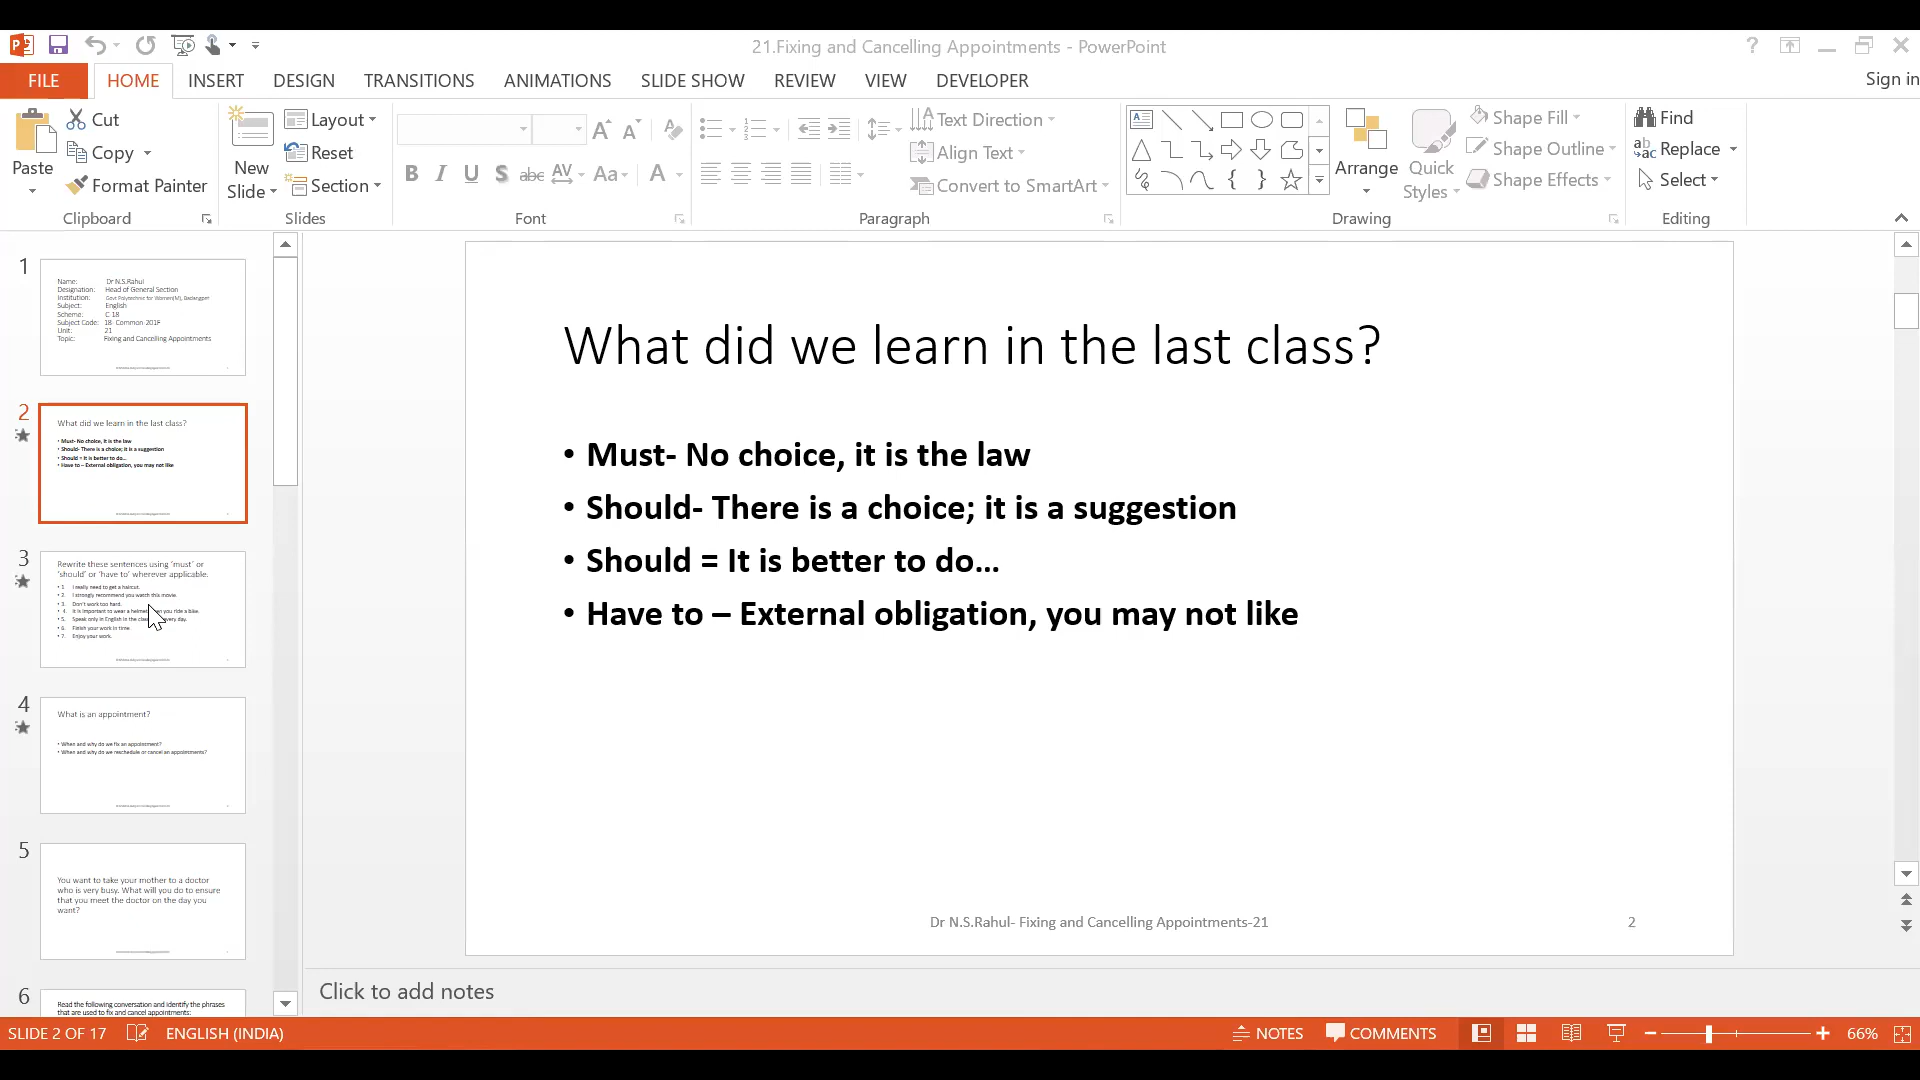 21.Fixing and Cancelling Appointments - PowerPoint
?
FILE HOME INSERT DESIGN TRANSITIONS ANIMATIONS SLIDE SHOW REVIEW VIEW DEVELOPER Sign in
Paste
Cut
Copy
Format Painter
Clipboard
New Slide
Layout
Reset
Section
Slides
B I U S abc AV Aa A
Font
Text Direction
Align Text
Convert to SmartArt
Paragraph
Arrange
Quick Styles
Shape Fill
Shape Outline
Shape Effects
Drawing
Find
Replace
Select
Editing
1
Name: Dr N.S.Rahul
Designation: Head of General Section
Institution: Govt Polytechnic for Women(M), Badangpet
Subject: English
Scheme: C-18
Subject Code: 18- Common-201F
Unit: 21
Topic: Fixing and Cancelling Appointments
2
What did we learn in the last class?
• Must- No choice, it is the law
• Should- There is a choice; it is a suggestion
• Should = It is better to do...
• Have to – External obligation, you may not like
3
Rewrite these sentences using ‘must’ or
‘should’ or ‘have to’ wherever applicable.
• 1. I really need to get a haircut.
• 2. I strongly recommend you watch this movie.
• 3. Don't work too hard.
• 4. It is important to wear a helmet when you ride a bike.
• 5. Speak only in English in the class every day.
• 6. Finish your work in time.
• 7. Enjoy your work.
4
What is an appointment?
• When and why do we fix an appointment?
• When and why do we reschedule or cancel an appointments?
5
You want to take your mother to a doctor
who is very busy. What will you do to ensure
that you meet the doctor on the day you
want?
6
Read the following conversation and identify the phrases
that are used to fix and cancel appointments:
What did we learn in the last class?
• Must- No choice, it is the law
• Should- There is a choice; it is a suggestion
• Should = It is better to do...
• Have to – External obligation, you may not like
Dr N.S.Rahul- Fixing and Cancelling Appointments-21
2
Click to add notes
SLIDE 2 OF 17 ENGLISH (INDIA) NOTES COMMENTS 66%